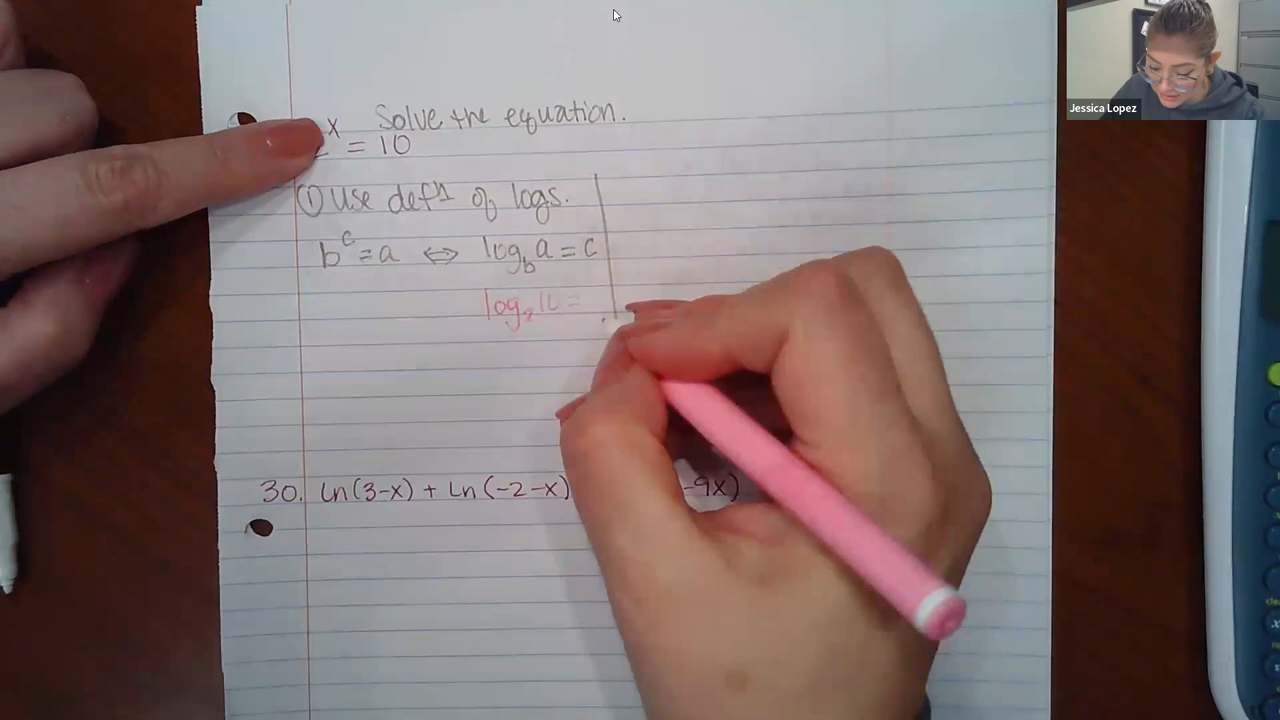 Solve the equation.
x = 10
① Use defn of logs.
b^c = a ⇔ log_b a = c
log_2 10 =
30. Ln(3-x) + Ln(-2-x) -9x)
Jessica Lopez